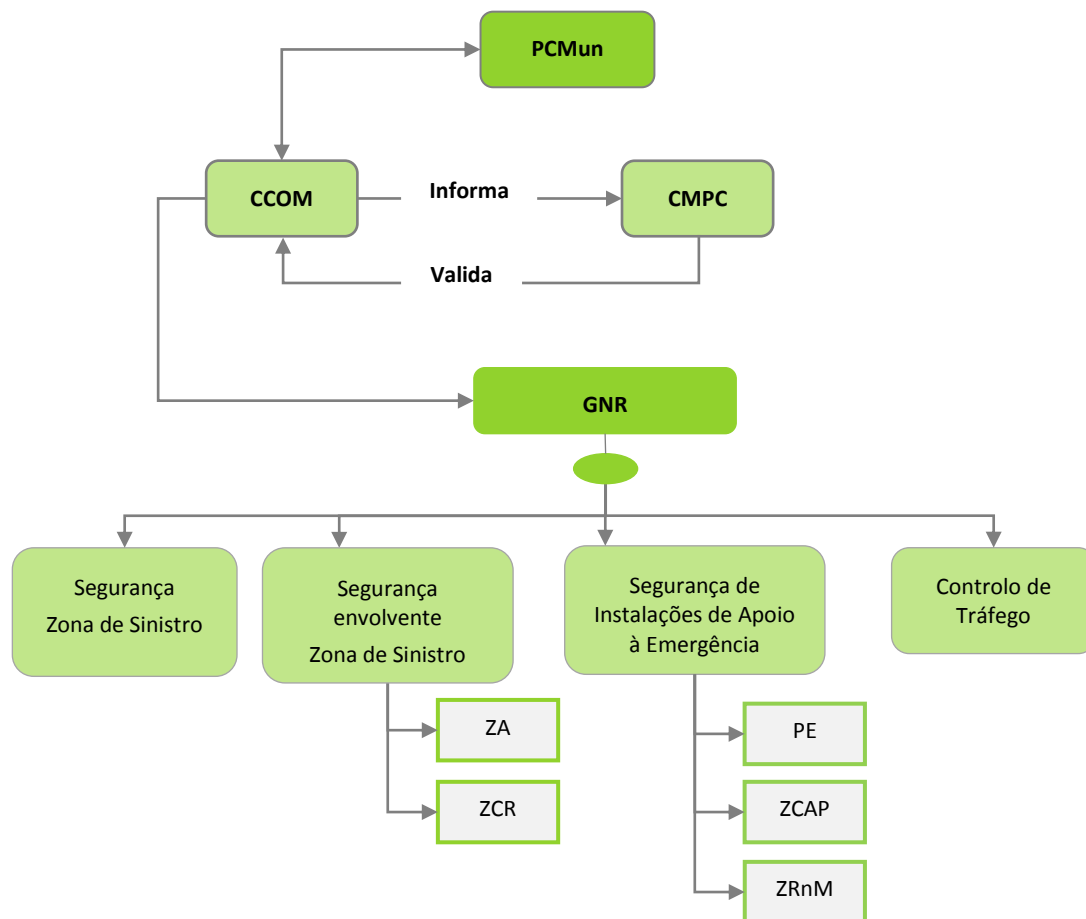 PCMun
CCOM
Informa
CMPC
Valida
GNR
Segurança
Zona de Sinistro
Segurança
envolvente
Zona de Sinistro
Segurança de
Instalações de Apoio
à Emergência
Controlo de
Tráfego
ZA
ZCR
PE
ZCAP
ZRnM